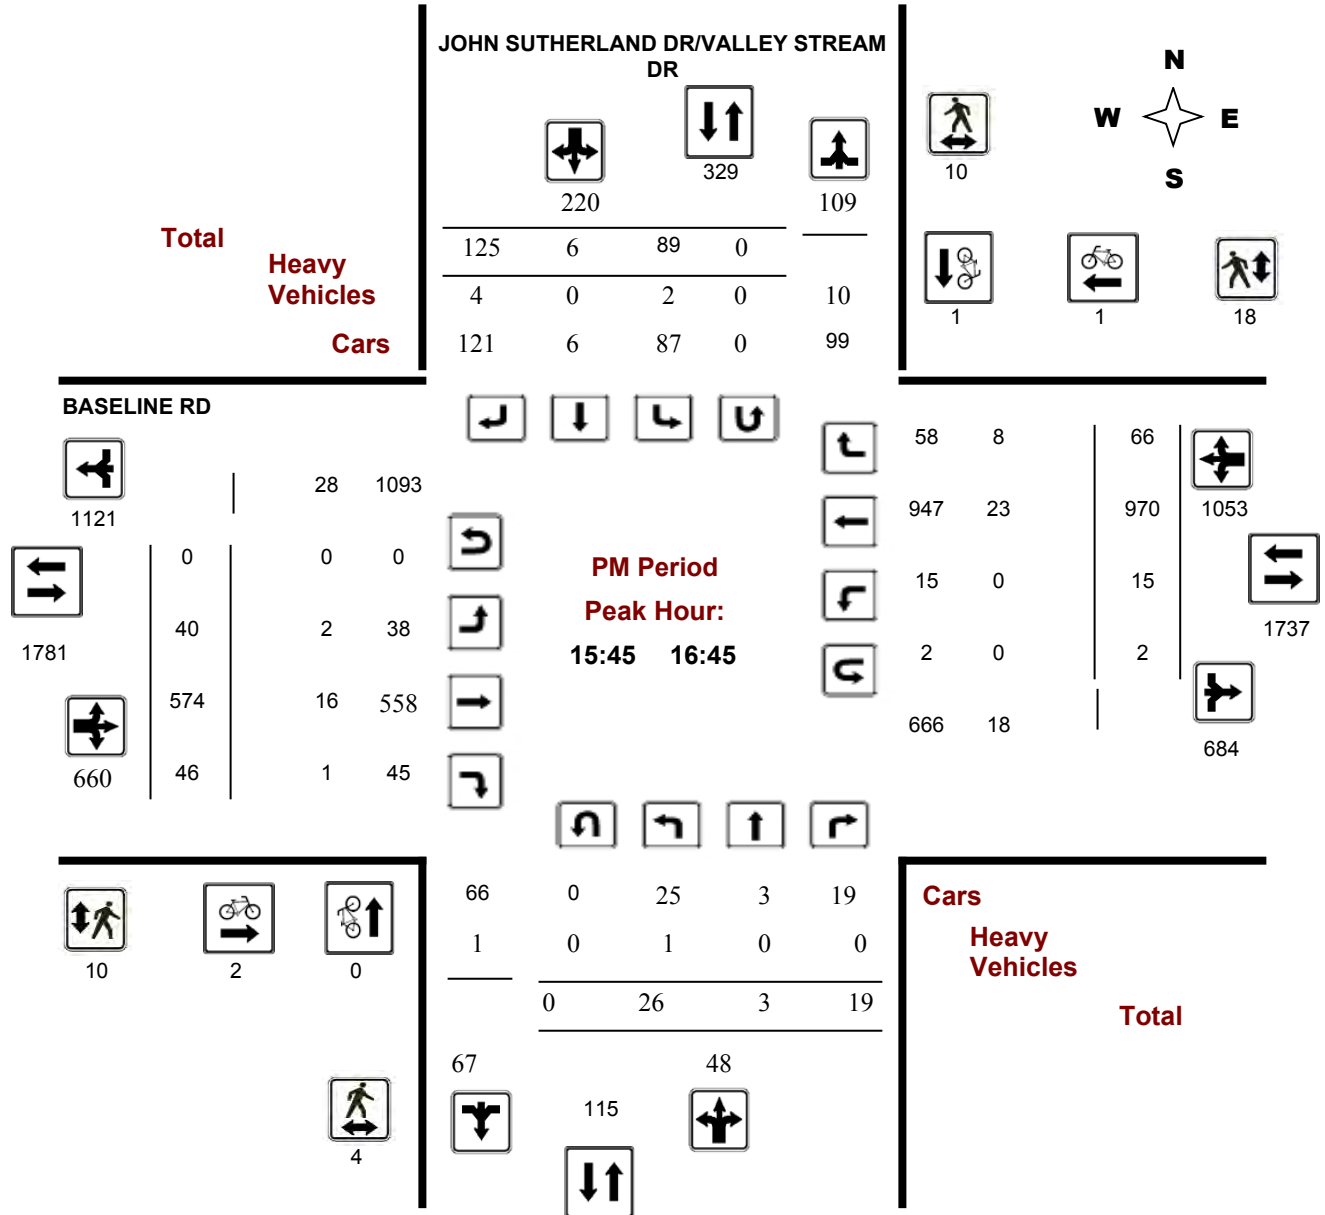 JOHN SUTHERLAND DR/VALLEY STREAM
DR
N
W E
S
329
10
220 109
Total
125 6 89 0
Heavy
Vehicles
4 0 2 0 10
1 1 18
Cars
121 6 87 0 99
BASELINE RD
58 8 66
28 1093
1121
947 23 970 1053
0 0 0
PM Period
15 0 15
Peak Hour:
40 2 38
1737
1781
15:45 16:45
2 0 2
574 16 558
666 18
684
660 46 1 45
66 0 25 3 19
Cars
1 0 1 0 0
Heavy
Vehicles
10 2 0
0 26 3 19
Total
67 48
115
4